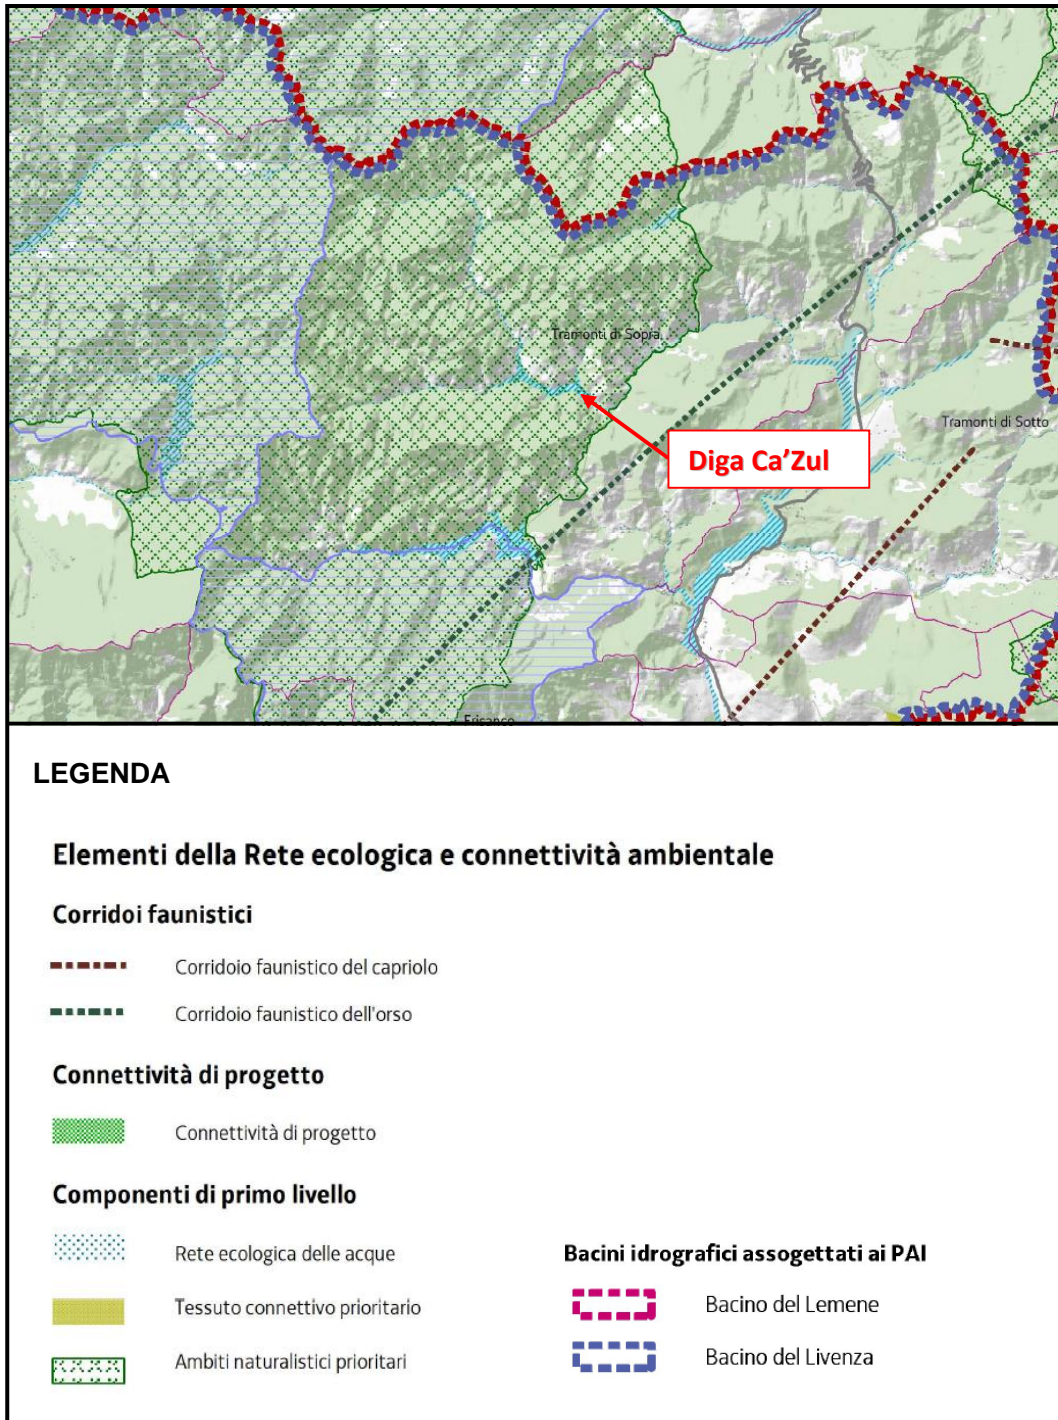 Tramonti di Sopra
Tramonti di Sotto
Diga Ca'Zul
Frisanco
LEGENDA
Elementi della Rete ecologica e connettività ambientale
Corridoi faunistici
Corridoio faunistico del capriolo
Corridoio faunistico dell'orso
Connettività di progetto
Connettività di progetto
Componenti di primo livello
Rete ecologica delle acque
Tessuto connettivo prioritario
Ambiti naturalistici prioritari
Bacini idrografici assogettati ai PAI
Bacino del Lemene
Bacino del Livenza